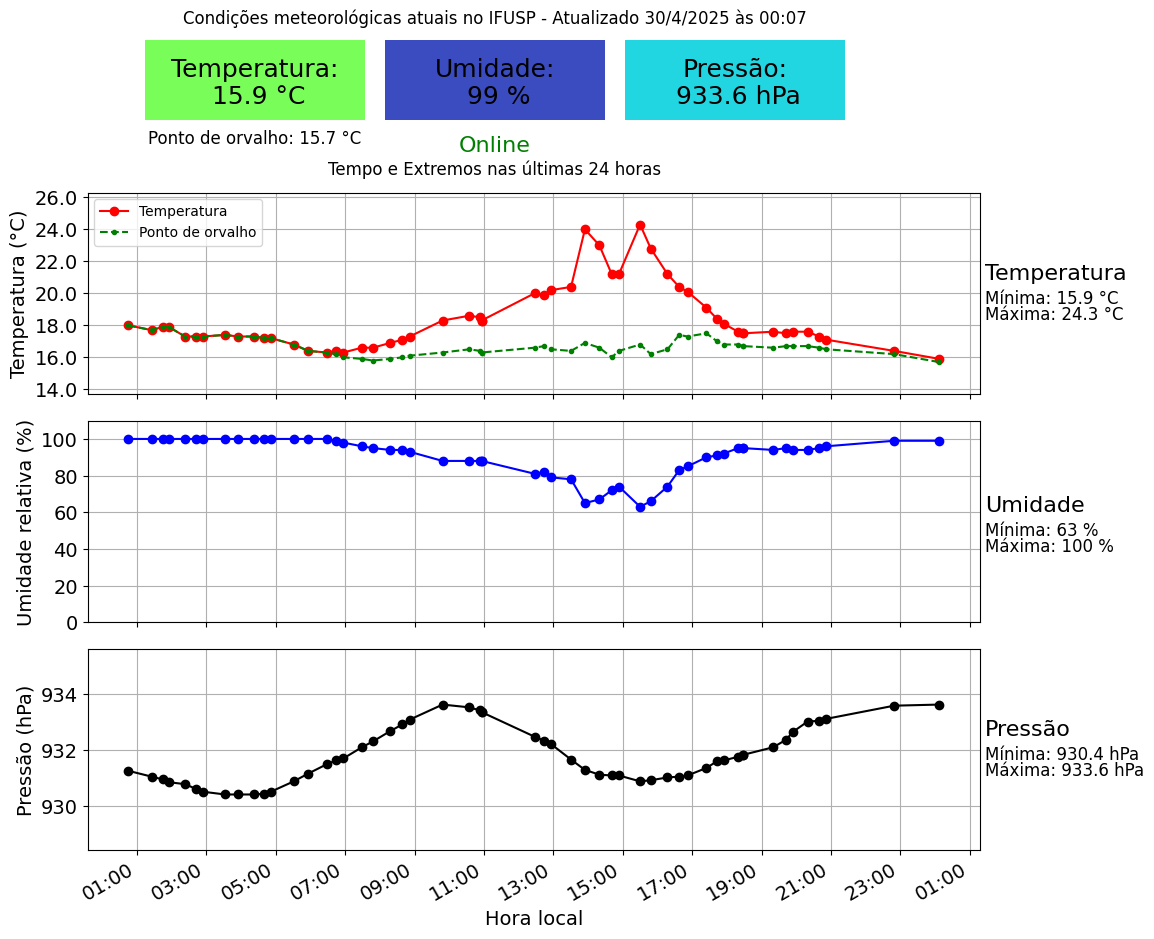 Condições meteorológicas atuais no IFUSP - Atualizado 30/4/2025 às 00:07
Temperatura:
15.9 °C
Umidade:
99 %
Pressão:
933.6 hPa
Ponto de orvalho: 15.7 °C
Online
Tempo e Extremos nas últimas 24 horas
Temperatura (°C)
26.0
24.0
22.0
20.0
18.0
16.0
14.0
Temperatura
Ponto de orvalho
Temperatura
Mínima: 15.9 °C
Máxima: 24.3 °C
Umidade relativa (%)
100
80
60
40
20
0
Umidade
Mínima: 63 %
Máxima: 100 %
Pressão (hPa)
934
932
930
Pressão
Mínima: 930.4 hPa
Máxima: 933.6 hPa
01:00 03:00 05:00 07:00 09:00 11:00 13:00 15:00 17:00 19:00 21:00 23:00 01:00
Hora local